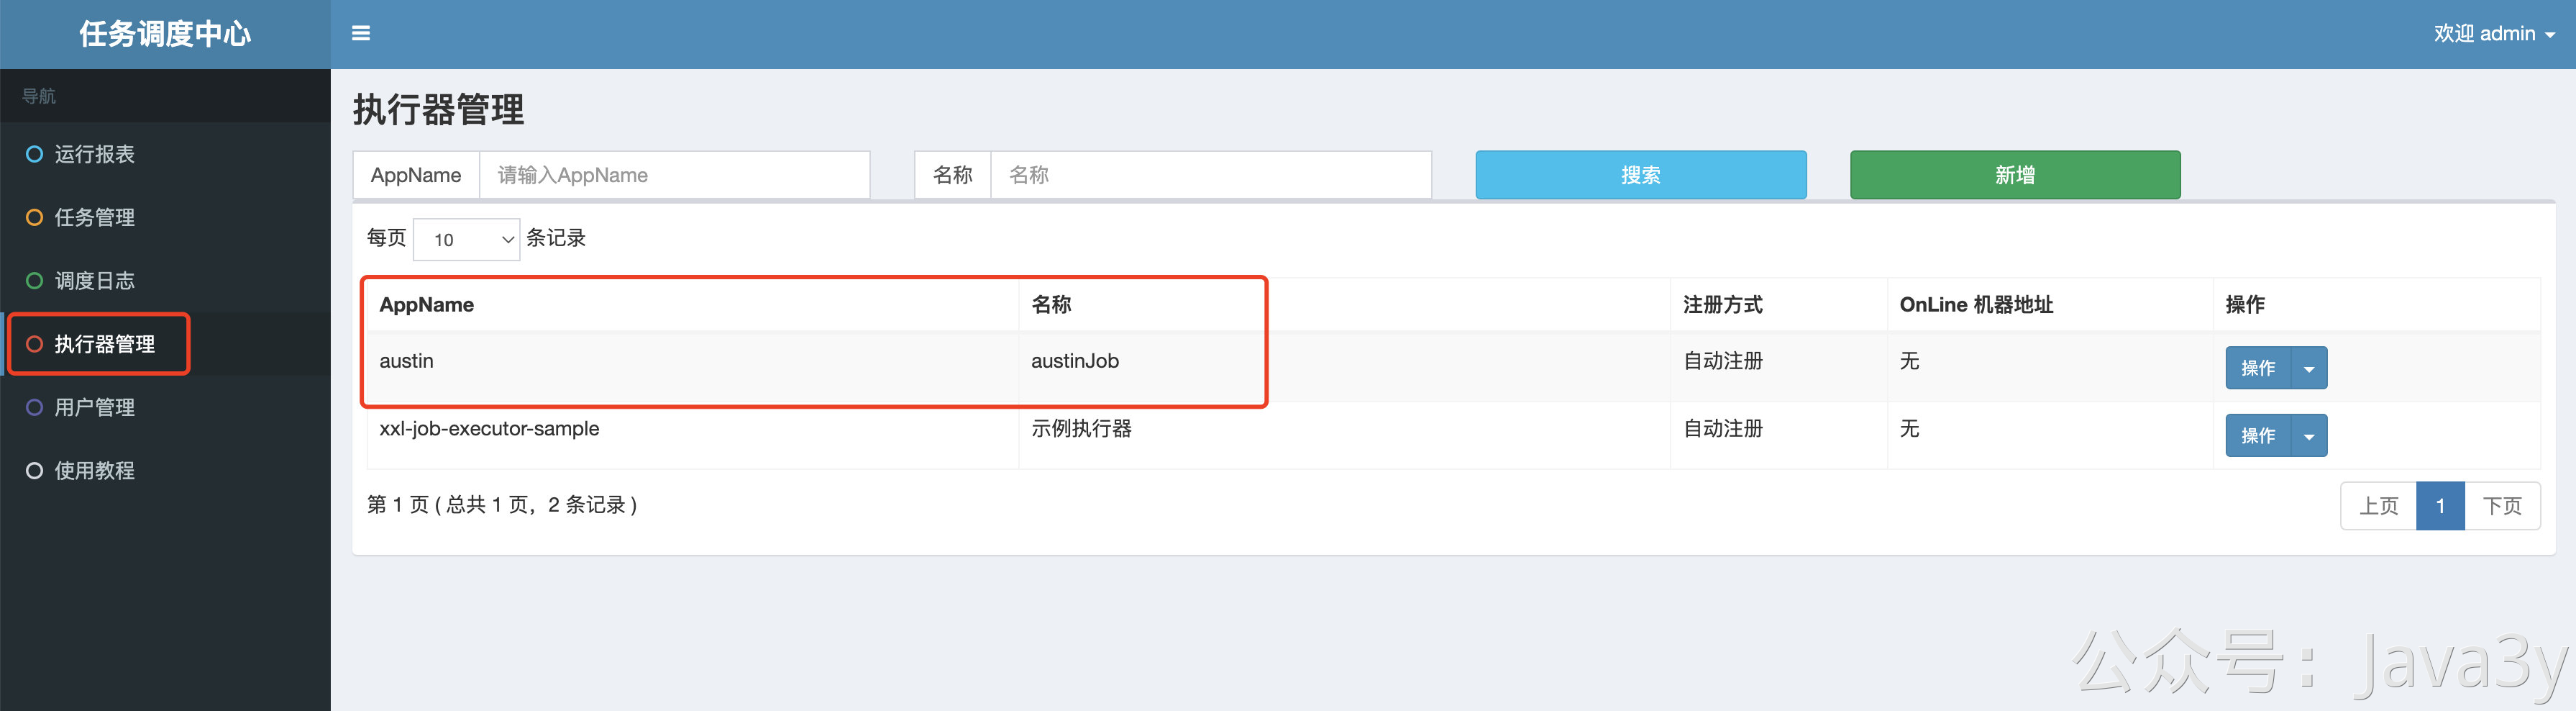 任务调度中心
欢迎 admin
导航
运行报表
任务管理
调度日志
执行器管理
用户管理
使用教程
执行器管理
AppName 请输入AppName 名称 名称 搜索 新增
每页 10 条记录
AppName 名称 注册方式 OnLine 机器地址 操作
austin austinJob 自动注册 无 操作
xxl-job-executor-sample 示例执行器 自动注册 无 操作
第 1 页 ( 总共 1 页，2 条记录 )
上页 1 下页
公众号：Java3y